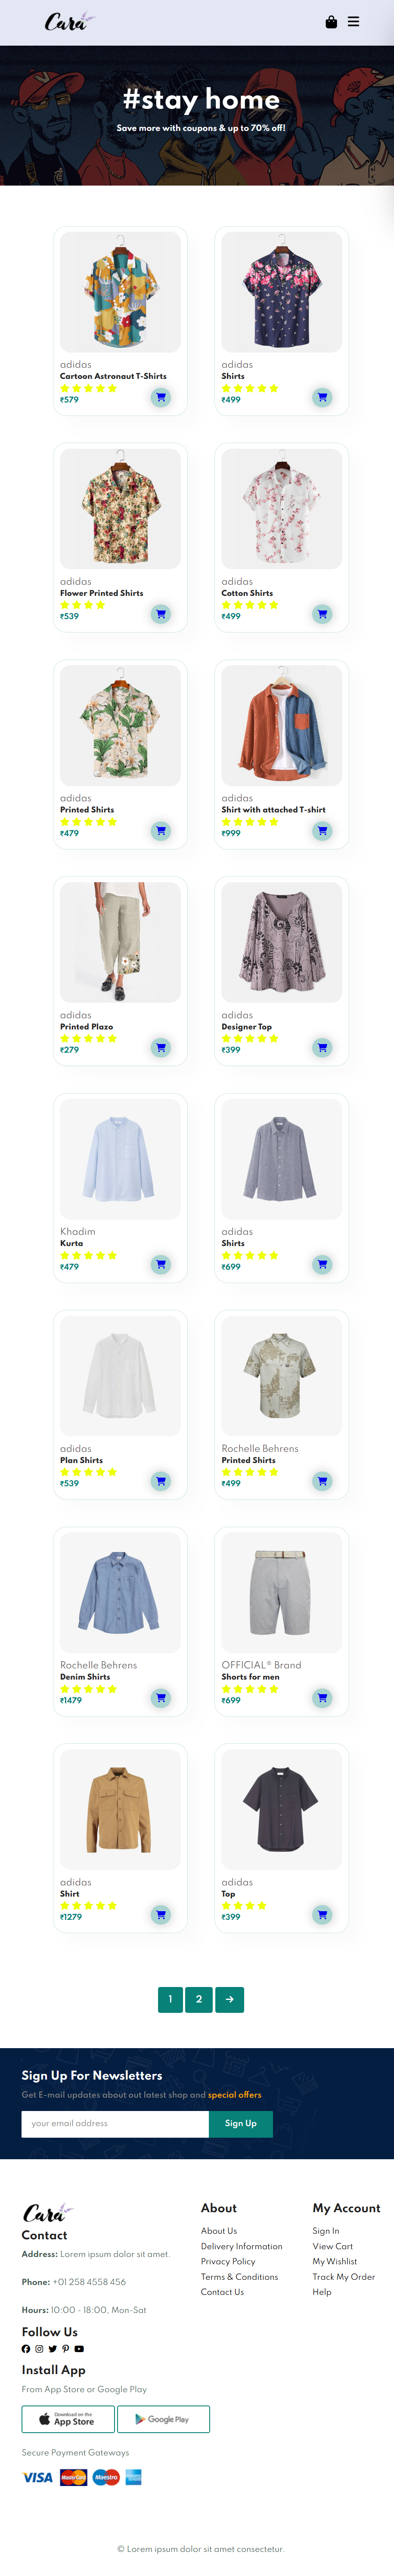 Cara
#stay home
Save more with coupons & up to 70% off!
adidas
Cartoon Astronaut T-Shirts
₹579
adidas
Shirts
₹499
adidas
Flower Printed Shirts
₹539
adidas
Cotton Shirts
₹499
adidas
Printed Shirts
₹479
adidas
Shirt with attached T-shirt
₹999
adidas
Printed Plazo
₹279
adidas
Designer Top
₹399
Khadim
Kurta
₹479
adidas
Shirts
₹699
adidas
Plan Shirts
₹539
Rochelle Behrens
Printed Shirts
₹499
Rochelle Behrens
Denim Shirts
₹1479
OFFICIAL® Brand
Shorts for men
₹699
adidas
Shirt
₹1279
adidas
Top
₹399
1
2
Sign Up For Newsletters
Get E-mail updates about out latest shop and special offers
your email address
Sign Up
Cara
Contact
Address: Lorem ipsum dolor sit amet.
Phone: +01 258 4558 456
Hours: 10:00 - 18:00, Mon-Sat
Follow Us
Install App
From App Store or Google Play
Download on the
App Store
Google Play
Secure Payment Gateways
VISA
MasterCard
Maestro
About
About Us
Delivery Information
Privacy Policy
Terms & Conditions
Contact Us
My Account
Sign In
View Cart
My Wishlist
Track My Order
Help
© Lorem ipsum dolor sit amet consectetur.